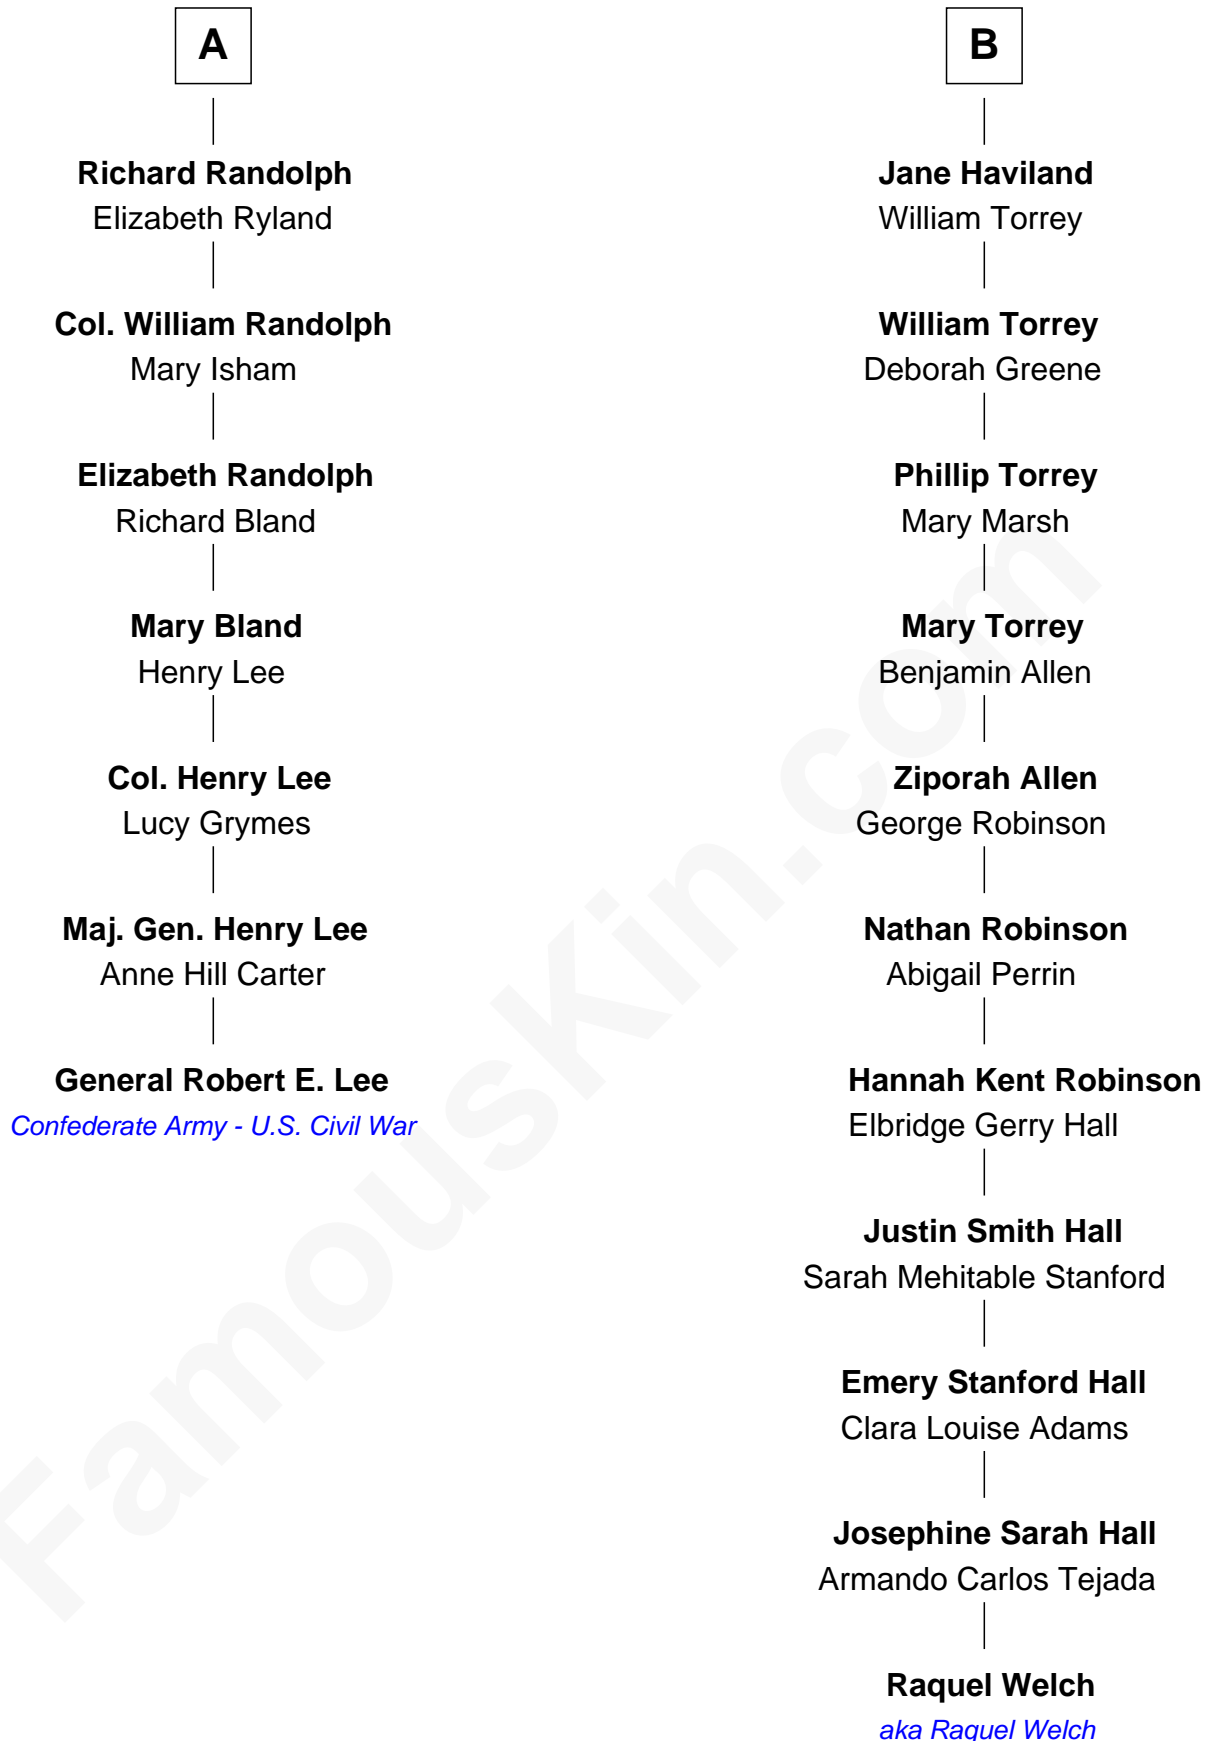 A
Richard Randolph
Elizabeth Ryland
Col. William Randolph
Mary Isham
Elizabeth Randolph
Richard Bland
Mary Bland
Henry Lee
Col. Henry Lee
Lucy Grymes
Maj. Gen. Henry Lee
Anne Hill Carter
General Robert E. Lee
Confederate Army - U.S. Civil War
B
Jane Haviland
William Torrey
William Torrey
Deborah Greene
Phillip Torrey
Mary Marsh
Mary Torrey
Benjamin Allen
Ziporah Allen
George Robinson
Nathan Robinson
Abigail Perrin
Hannah Kent Robinson
Elbridge Gerry Hall
Justin Smith Hall
Sarah Mehitable Stanford
Emery Stanford Hall
Clara Louise Adams
Josephine Sarah Hall
Armando Carlos Tejada
Raquel Welch
aka Raquel Welch
FamousKin.com